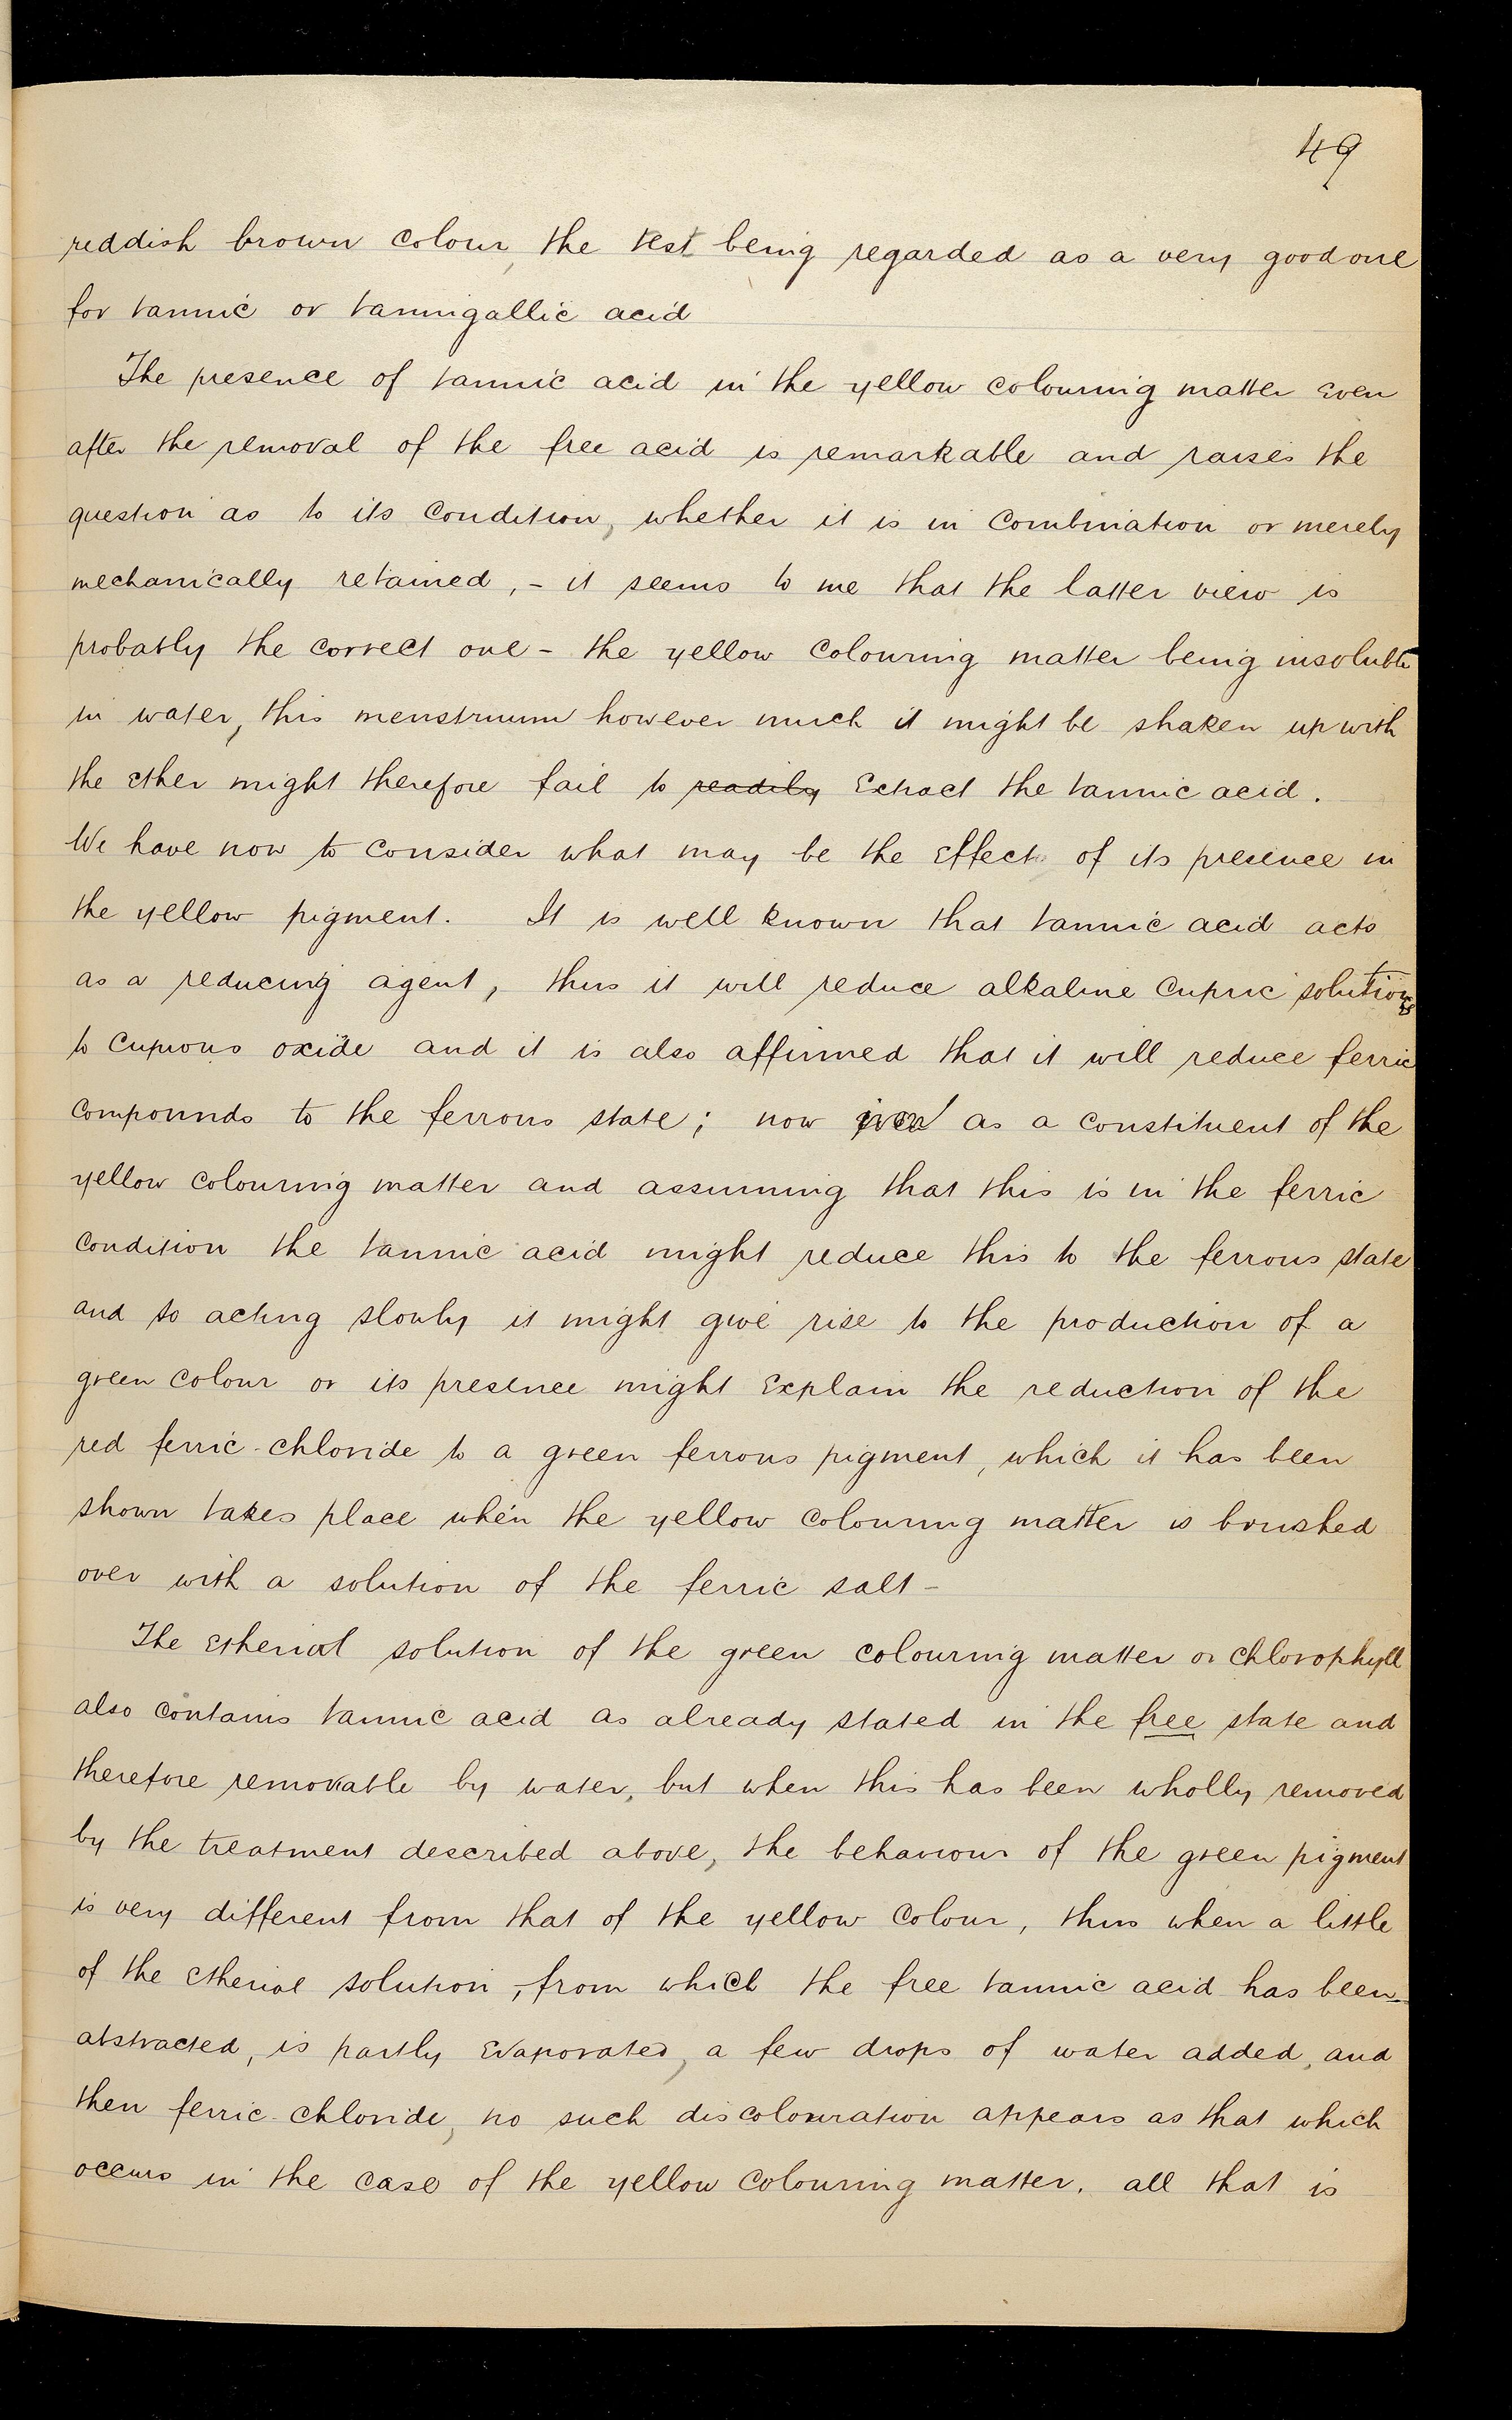 49
reddish brown colour, the test being regarded as a very good one
for tannic or tannigallic acid
The presence of tannic acid in the yellow colouring matter even
after the removal of the free acid is remarkable and raises the
question as to its condition, whether it is in combination or merely
mechanically retained, - it seems to me that the latter view is
probably the correct one - the yellow colouring matter being insoluble
in water, this menstruum however much it might be shaken up with
the ether might therefore fail to readily extract the tannic acid.
We have now to consider what may be the effect of its presence in
the yellow pigment. It is well known that tannic acid acts
as a reducing agent, thus it will reduce alkaline cupric solutions
to cuprous oxide and it is also affirmed that it will reduce ferric
compounds to the ferrous state; now iron as a constituent of the
yellow colouring matter and assuming that this is in the ferric
condition the tannic acid might reduce this to the ferrous state
and so acting slowly it might give rise to the production of a
green colour or its presence might explain the reduction of the
red ferric-chloride to a green ferrous pigment, which it has been
shown takes place when the yellow colouring matter is brushed
over with a solution of the ferric salt -
The etherial solution of the green colouring matter or chlorophyll
also contains tannic acid as already stated in the free state and
therefore removable by water, but when this has been wholly removed
by the treatment described above, the behaviour of the green pigment
is very different from that of the yellow colour, thus when a little
of the etherial solution, from which the free tannic acid has been
abstracted, is partly evaporated, a few drops of water added, and
then ferric-chloride, no such discolouration appears as that which
occurs in the case of the yellow colouring matter. all that is